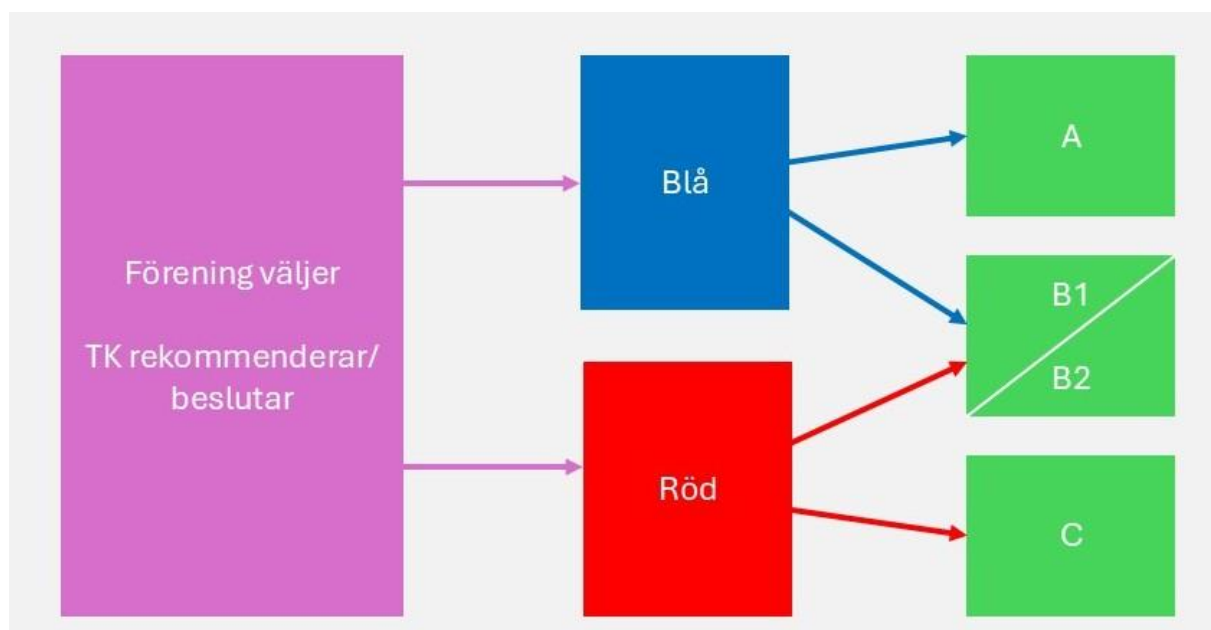 Förening väljer
TK rekommenderar/
beslutar
Blå
Röd
A
B1
B2
C